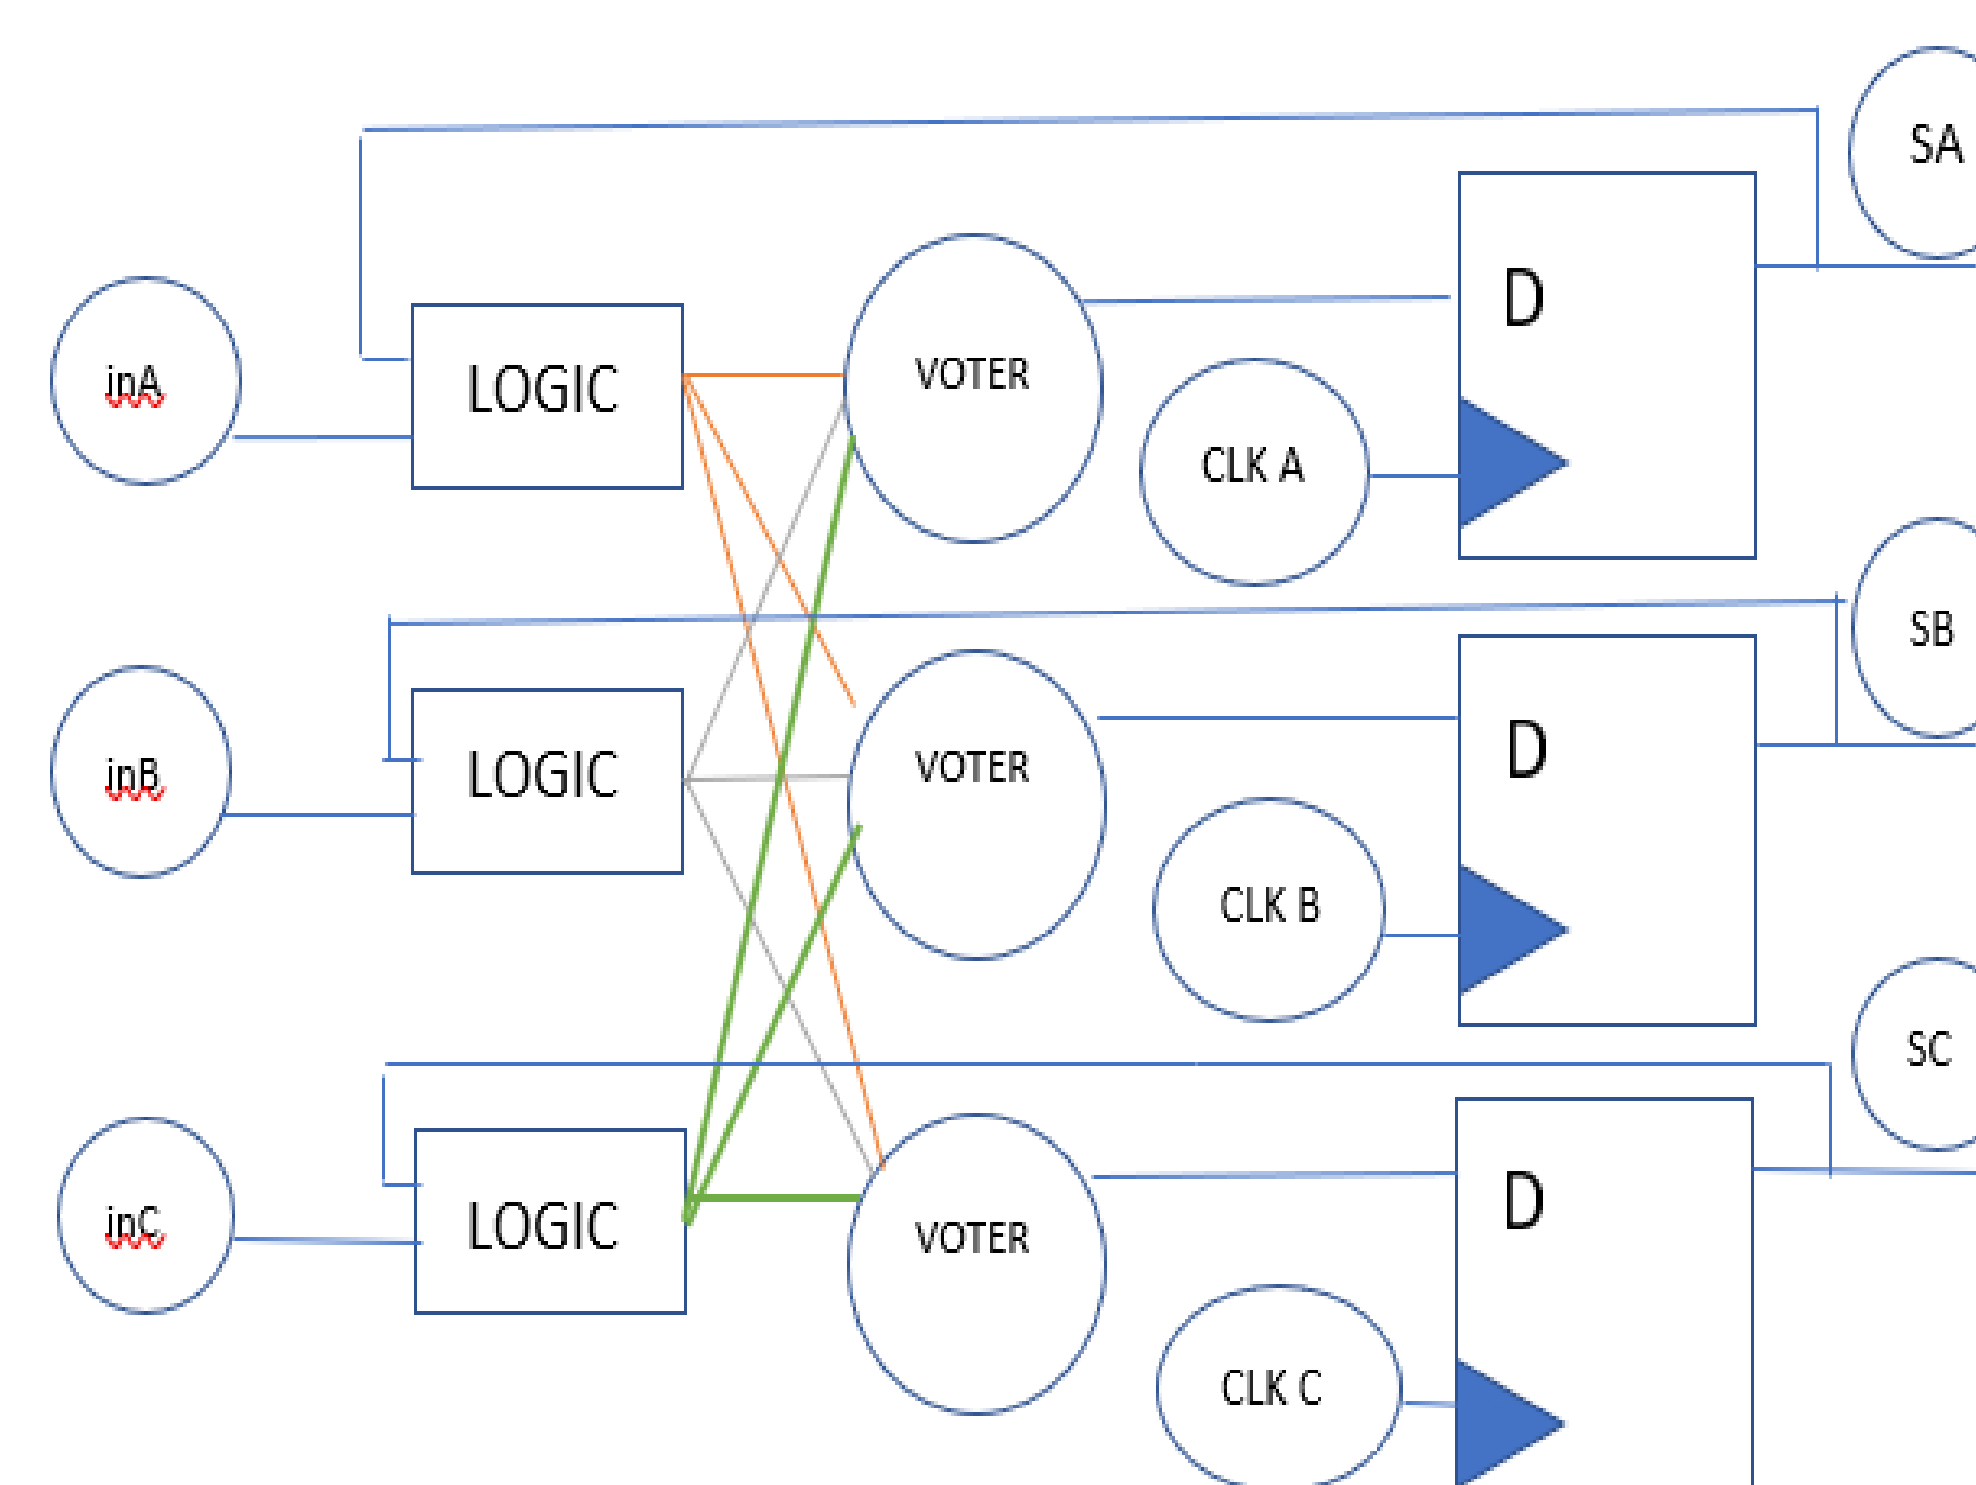 SA
inA
LOGIC
VOTER
D
CLK A
SB
inB
LOGIC
VOTER
D
CLK B
SC
inC
LOGIC
VOTER
D
CLK C